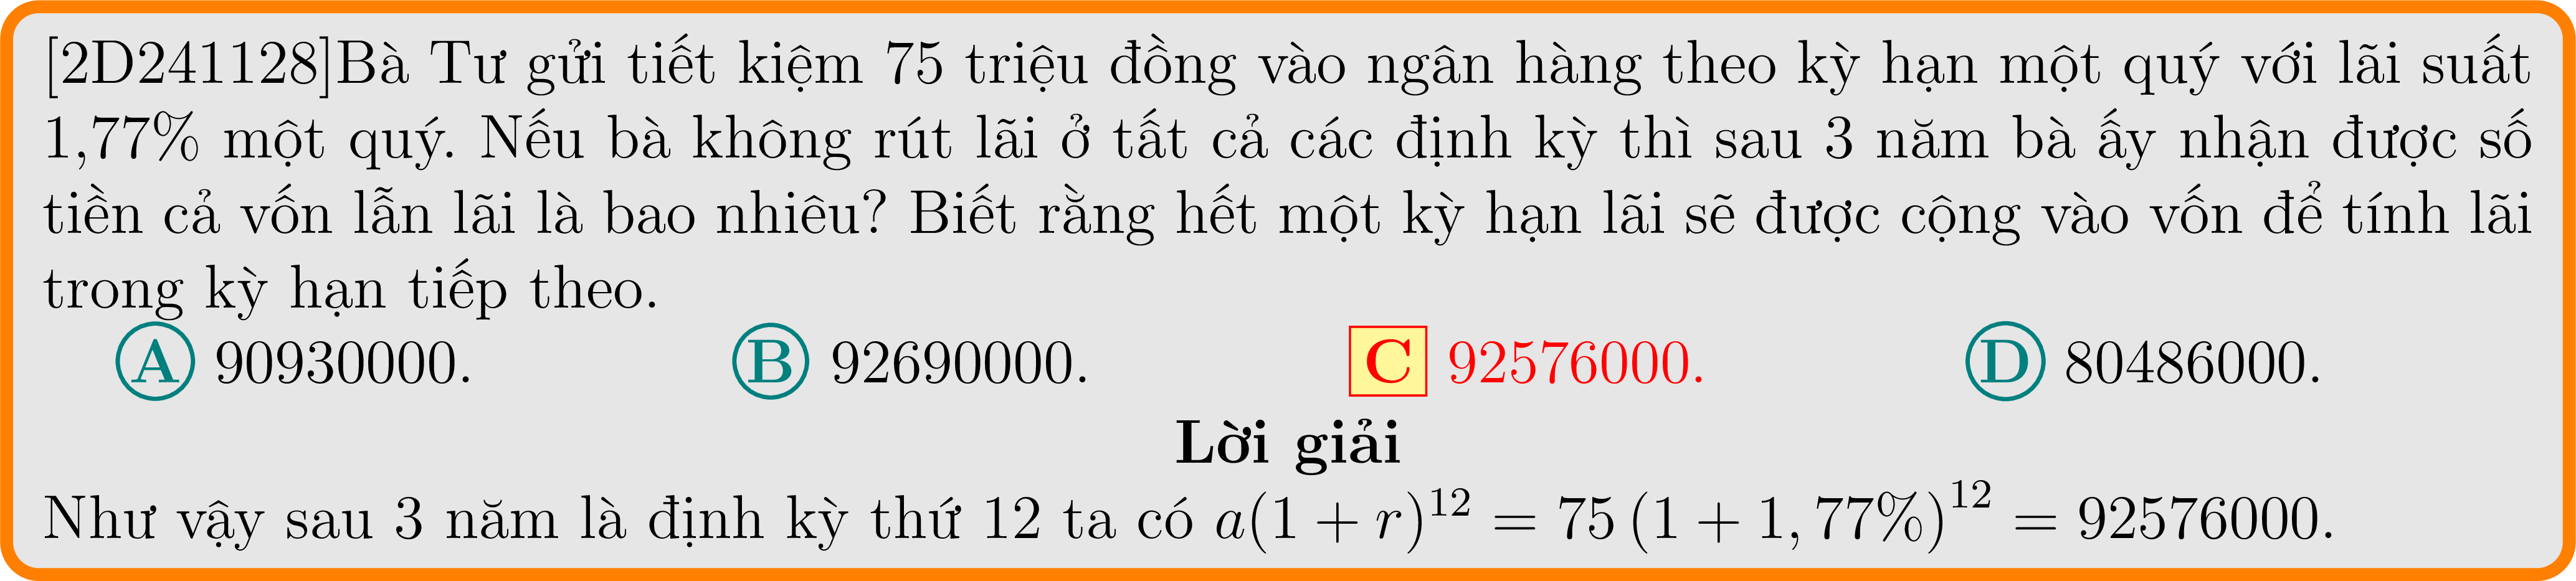 [2D241128]Bà Tư gửi tiết kiệm 75 triệu đồng vào ngân hàng theo kỳ hạn một quý với lãi suất
1,77% một quý. Nếu bà không rút lãi ở tất cả các định kỳ thì sau 3 năm bà ấy nhận được số
tiền cả vốn lẫn lãi là bao nhiêu? Biết rằng hết một kỳ hạn lãi sẽ được cộng vào vốn để tính lãi
trong kỳ hạn tiếp theo.
A 90930000. B 92690000. C 92576000. D 80486000.
Lời giải
Như vậy sau 3 năm là định kỳ thứ 12 ta có $a(1+r)^{12} = 75\,(1+1,77\%)^{12} = 92576000.$